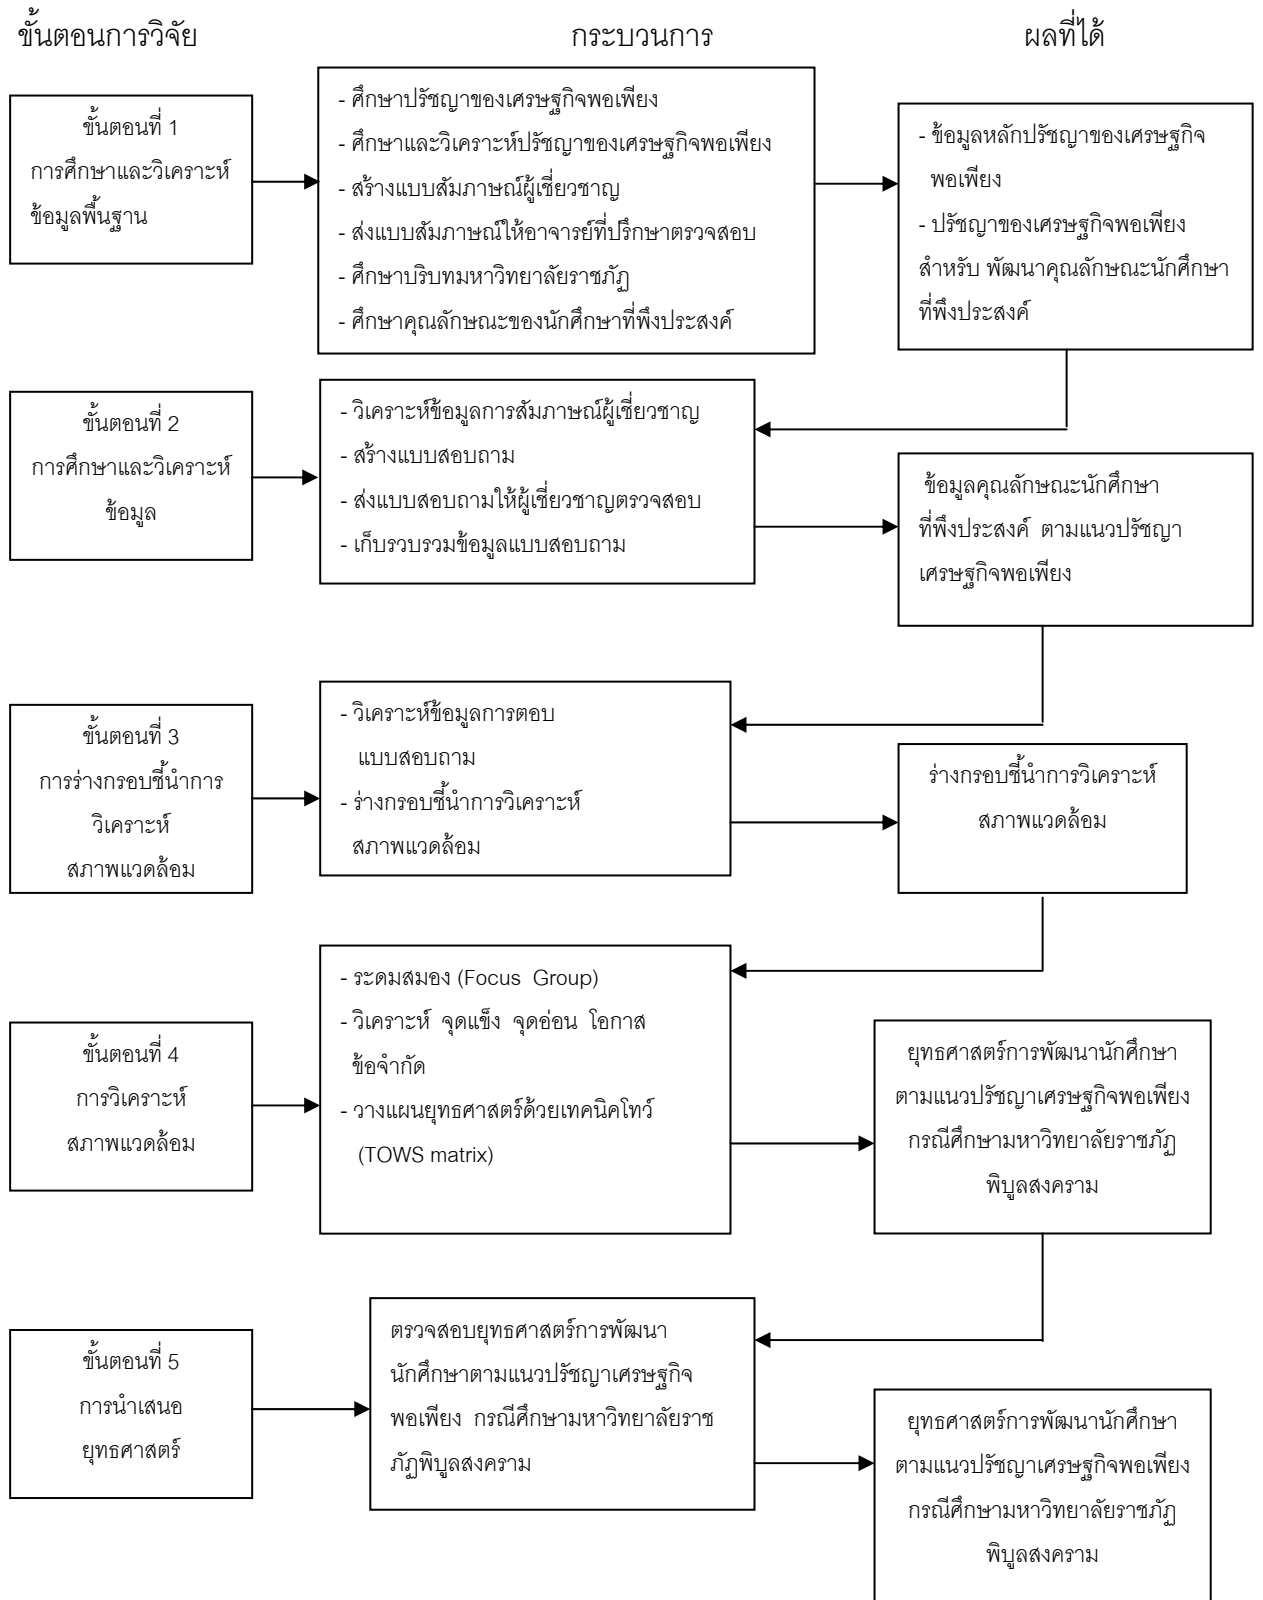 ขั้นตอนการวิจัย
กระบวนการ
ผลที่ได้
ขั้นตอนที่ 1
การศึกษาและวิเคราะห์
ข้อมูลพื้นฐาน
- ศึกษาปรัชญาของเศรษฐกิจพอเพียง
- ศึกษาและวิเคราะห์ปรัชญาของเศรษฐกิจพอเพียง
- สร้างแบบสัมภาษณ์ผู้เชี่ยวชาญ
- ส่งแบบสัมภาษณ์ให้อาจารย์ที่ปรึกษาตรวจสอบ
- ศึกษาบริบทมหาวิทยาลัยราชภัฏ
- ศึกษาคุณลักษณะของนักศึกษาที่พึงประสงค์
- ข้อมูลหลักปรัชญาของเศรษฐกิจ
พอเพียง
- ปรัชญาของเศรษฐกิจพอเพียง
สำหรับ พัฒนาคุณลักษณะนักศึกษา
ที่พึงประสงค์
ขั้นตอนที่ 2
การศึกษาและวิเคราะห์
ข้อมูล
- วิเคราะห์ข้อมูลการสัมภาษณ์ผู้เชี่ยวชาญ
- สร้างแบบสอบถาม
- ส่งแบบสอบถามให้ผู้เชี่ยวชาญตรวจสอบ
- เก็บรวบรวมข้อมูลแบบสอบถาม
ข้อมูลคุณลักษณะนักศึกษา
ที่พึงประสงค์ ตามแนวปรัชญา
เศรษฐกิจพอเพียง
ขั้นตอนที่ 3
การร่างกรอบชี้นำการ
วิเคราะห์
สภาพแวดล้อม
- วิเคราะห์ข้อมูลการตอบ
แบบสอบถาม
- ร่างกรอบชี้นำการวิเคราะห์
สภาพแวดล้อม
ร่างกรอบชี้นำการวิเคราะห์
สภาพแวดล้อม
ขั้นตอนที่ 4
การวิเคราะห์
สภาพแวดล้อม
- ระดมสมอง (Focus Group)
- วิเคราะห์ จุดแข็ง จุดอ่อน โอกาส
ข้อจำกัด
- วางแผนยุทธศาสตร์ด้วยเทคนิคโทว์
(TOWS matrix)
ยุทธศาสตร์การพัฒนานักศึกษา
ตามแนวปรัชญาเศรษฐกิจพอเพียง
กรณีศึกษามหาวิทยาลัยราชภัฏ
พิบูลสงคราม
ขั้นตอนที่ 5
การนำเสนอ
ยุทธศาสตร์
ตรวจสอบยุทธศาสตร์การพัฒนา
นักศึกษาตามแนวปรัชญาเศรษฐกิจ
พอเพียง กรณีศึกษามหาวิทยาลัยราช
ภัฏพิบูลสงคราม
ยุทธศาสตร์การพัฒนานักศึกษา
ตามแนวปรัชญาเศรษฐกิจพอเพียง
กรณีศึกษามหาวิทยาลัยราชภัฏ
พิบูลสงคราม